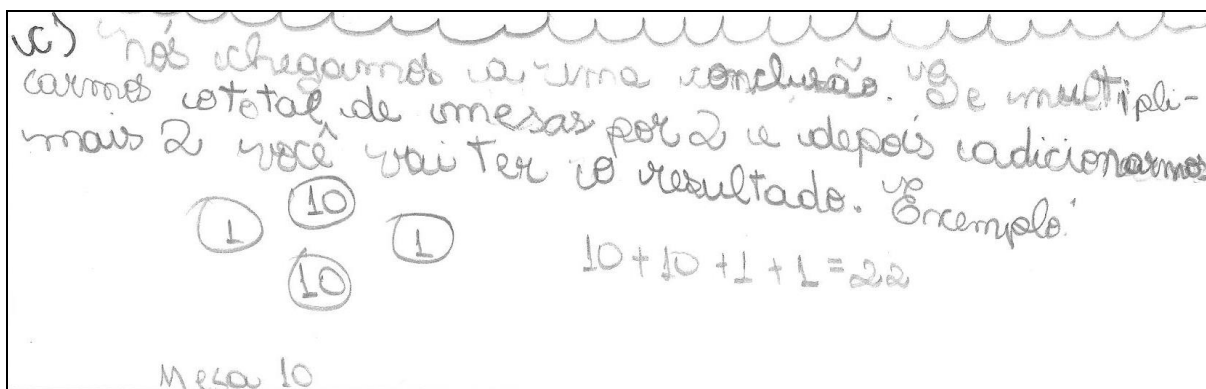 c) nós chegamos a uma conclusão. Se multipli-
carmos o total de mesas por 2 e depois adicionarmos
mais 2 você vai ter o resultado. Exemplo:
10
1 1
10
10+10+1+1=22
Mesa 10